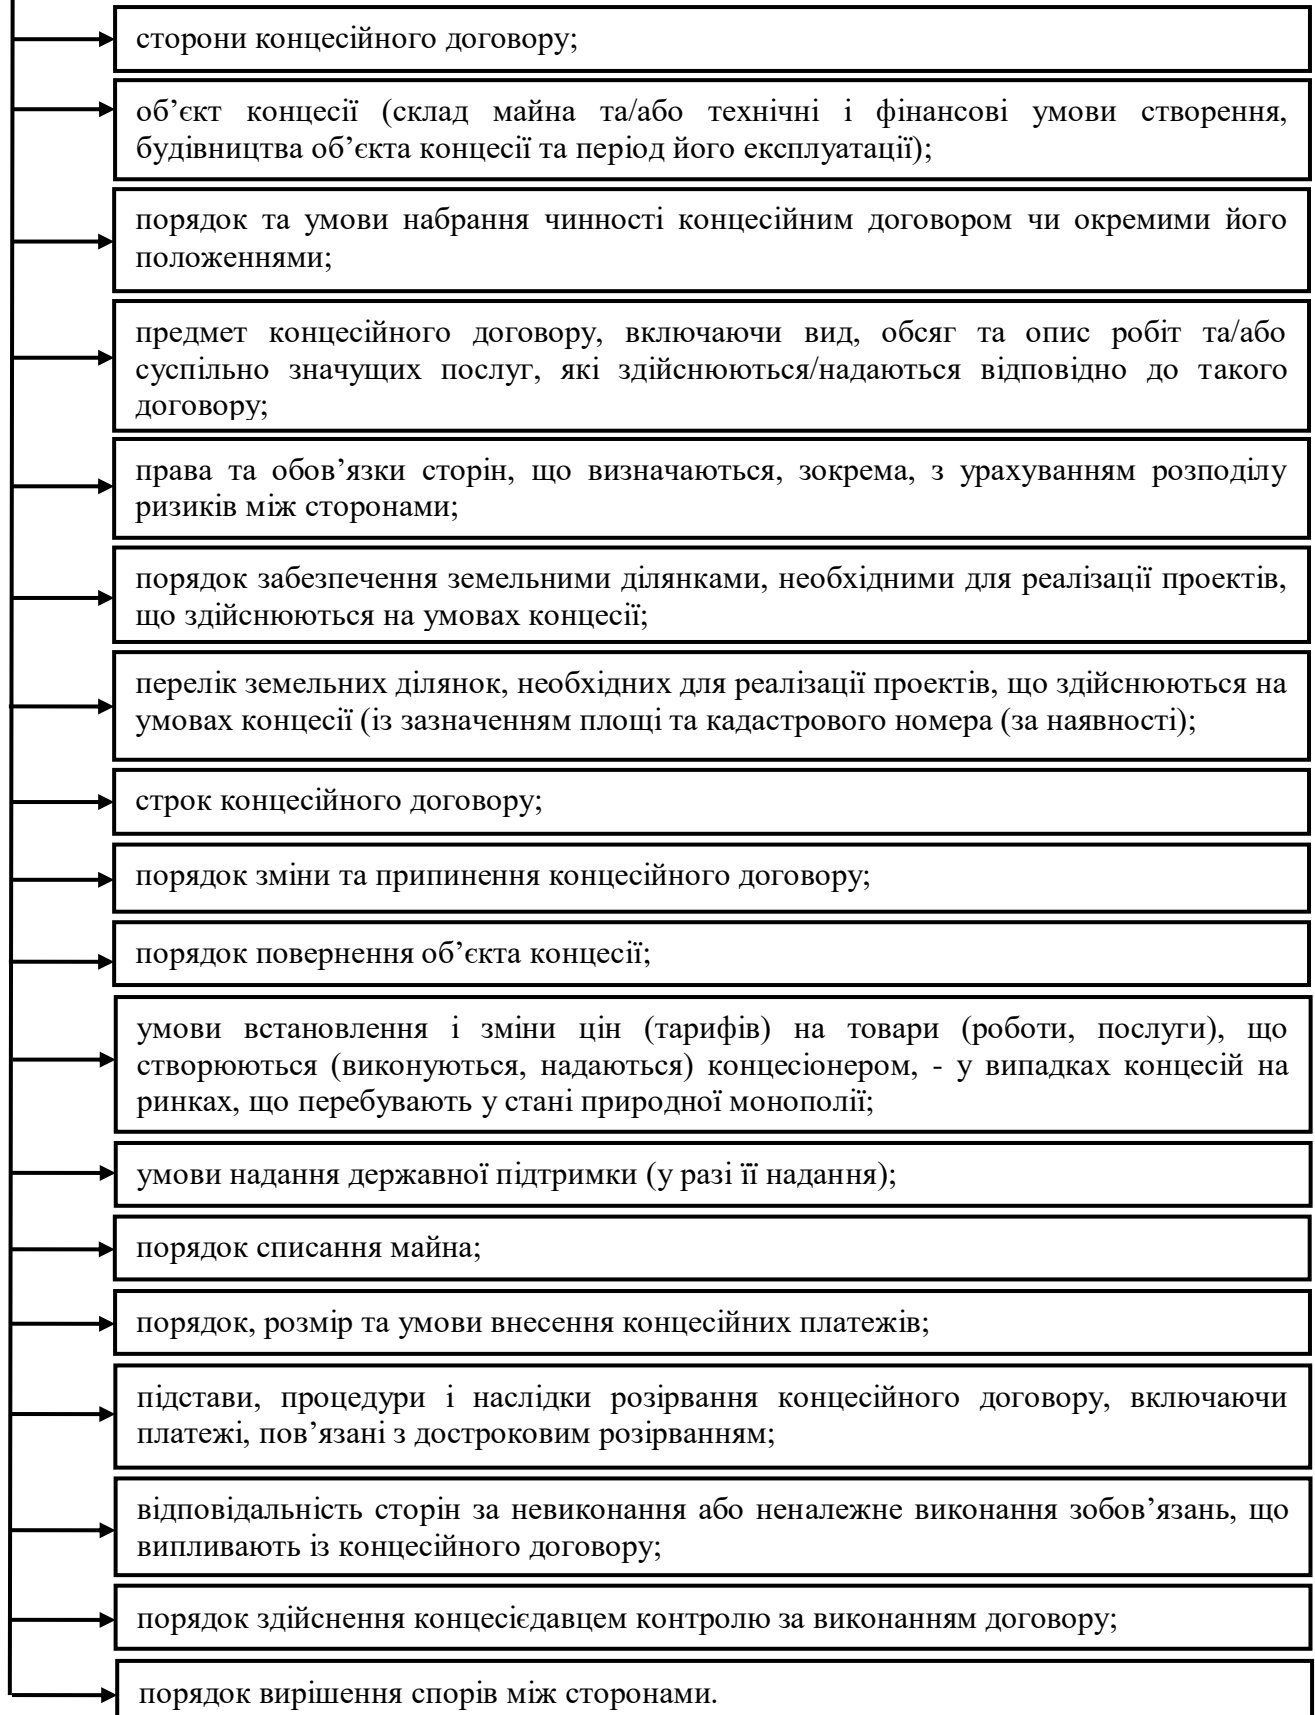 сторони концесійного договору;
об’єкт концесії (склад майна та/або технічні і фінансові умови створення,
будівництва об’єкта концесії та період його експлуатації);
порядок та умови набрання чинності концесійним договором чи окремими його
положеннями;
предмет концесійного договору, включаючи вид, обсяг та опис робіт та/або
суспільно значущих послуг, які здійснюються/надаються відповідно до такого
договору;
права та обов’язки сторін, що визначаються, зокрема, з урахуванням розподілу
ризиків між сторонами;
порядок забезпечення земельними ділянками, необхідними для реалізації проектів,
що здійснюються на умовах концесії;
перелік земельних ділянок, необхідних для реалізації проектів, що здійснюються на
умовах концесії (із зазначенням площі та кадастрового номера (за наявності);
строк концесійного договору;
порядок зміни та припинення концесійного договору;
порядок повернення об’єкта концесії;
умови встановлення і зміни цін (тарифів) на товари (роботи, послуги), що
створюються (виконуються, надаються) концесіонером, - у випадках концесій на
ринках, що перебувають у стані природної монополії;
умови надання державної підтримки (у разі її надання);
порядок списання майна;
порядок, розмір та умови внесення концесійних платежів;
підстави, процедури і наслідки розірвання концесійного договору, включаючи
платежі, пов’язані з достроковим розірванням;
відповідальність сторін за невиконання або неналежне виконання зобов’язань, що
випливають із концесійного договору;
порядок здійснення концесієдавцем контролю за виконанням договору;
порядок вирішення спорів між сторонами.